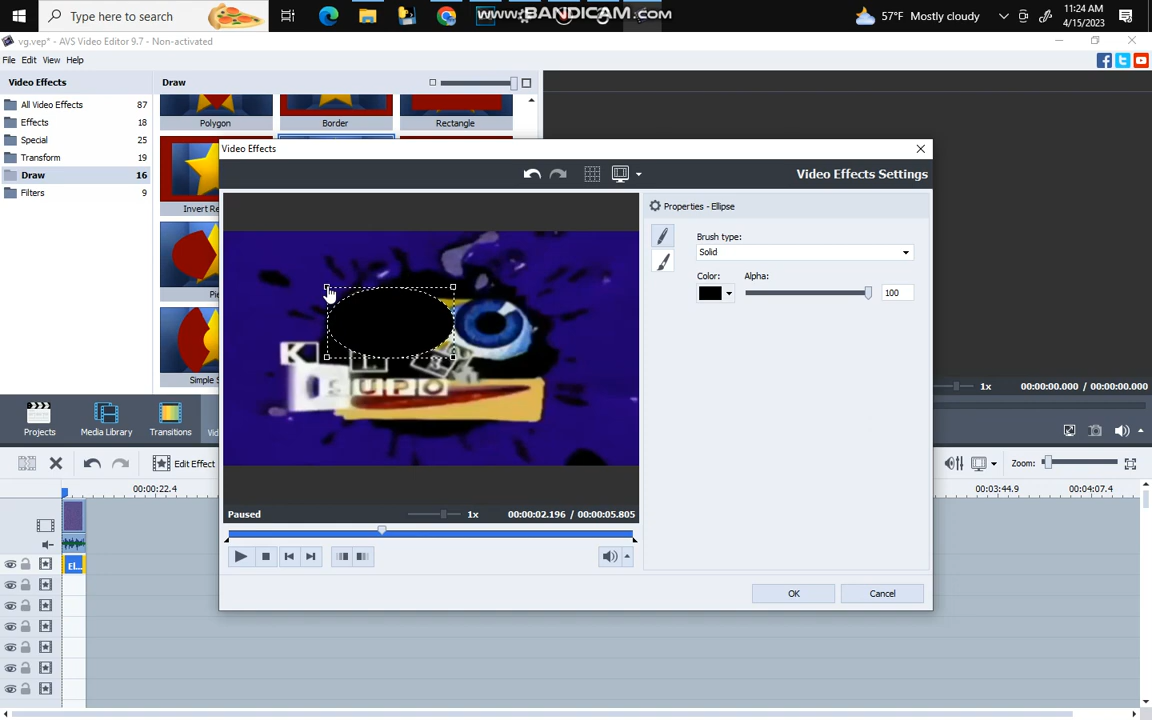 Type here to search
WWW.BANDICAM.COM
57°F Mostly cloudy
11:24 AM
4/15/2023
vg.vep* - AVS Video Editor 9.7 - Non-activated
File Edit View Help
Video Effects
Draw
All Video Effects 87
Effects 18
Special 25
Transform 19
Draw 16
Filters 9
Polygon
Border
Rectangle
Invert Re
Pie
Simple S
Video Effects
Video Effects Settings
Properties - Ellipse
Brush type:
Solid
Color:
Alpha:
100
K L
SUPO
Paused
1x
00:00:02.196 / 00:00:05.805
OK
Cancel
1x
00:00:00.000 / 00:00:00.000
Projects
Media Library
Transitions
Vid
Edit Effect
Zoom:
00:00:22.4
00:03:44.9
00:04:07.4
El...